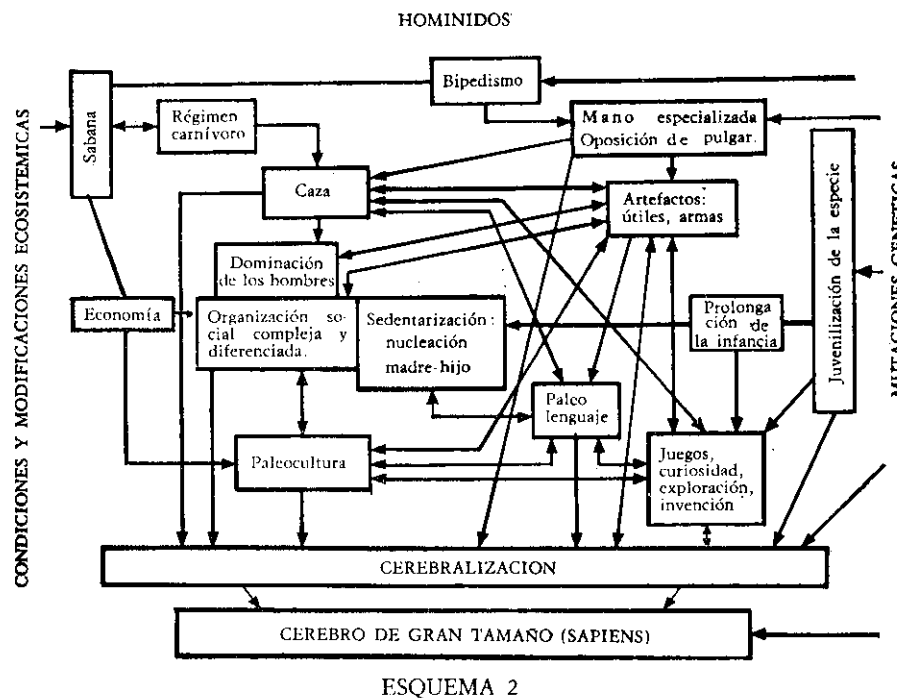 HOMINIDOS
CONDICIONES Y MODIFICACIONES ECOSISTEMICAS
Sabana
Régimen
carnívoro
Bipedismo
Mano especializada
Oposición de pulgar.
Caza
Artefactos:
útiles, armas
Dominación
de los hombres
Economía
Organización so-
cial compleja y
diferenciada.
Sedentarización:
nucleación
madre-hijo
Prolonga
ción de
la infancia
Juvenilización de la especie
MUTACIONES GENETICAS
Paleo
lenguaje
Paleocultura
Juegos,
curiosidad,
exploración,
invención
CEREBRALIZACION
CEREBRO DE GRAN TAMAÑO (SAPIENS)
ESQUEMA 2